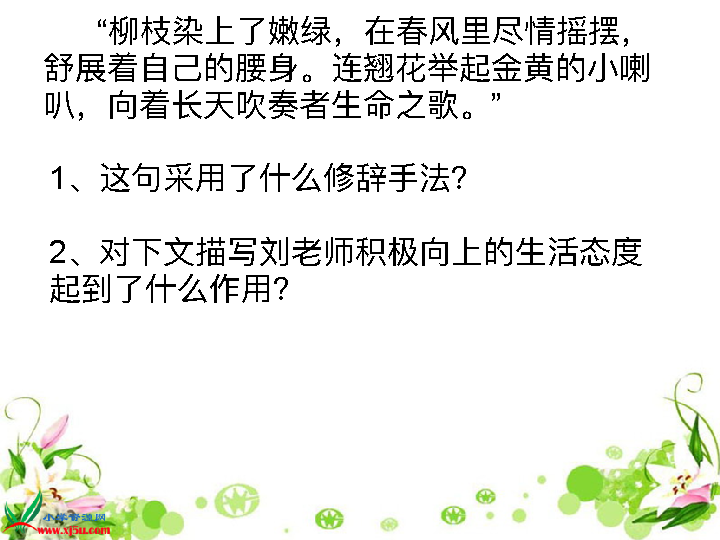 “柳枝染上了嫩绿，在春风里尽情摇摆，
舒展着自己的腰身。连翘花举起金黄的小喇
叭，向着长天吹奏者生命之歌。”
1、这句采用了什么修辞手法?
2、对下文描写刘老师积极向上的生活态度
起到了什么作用?
小学资源网
www.xj5u.com